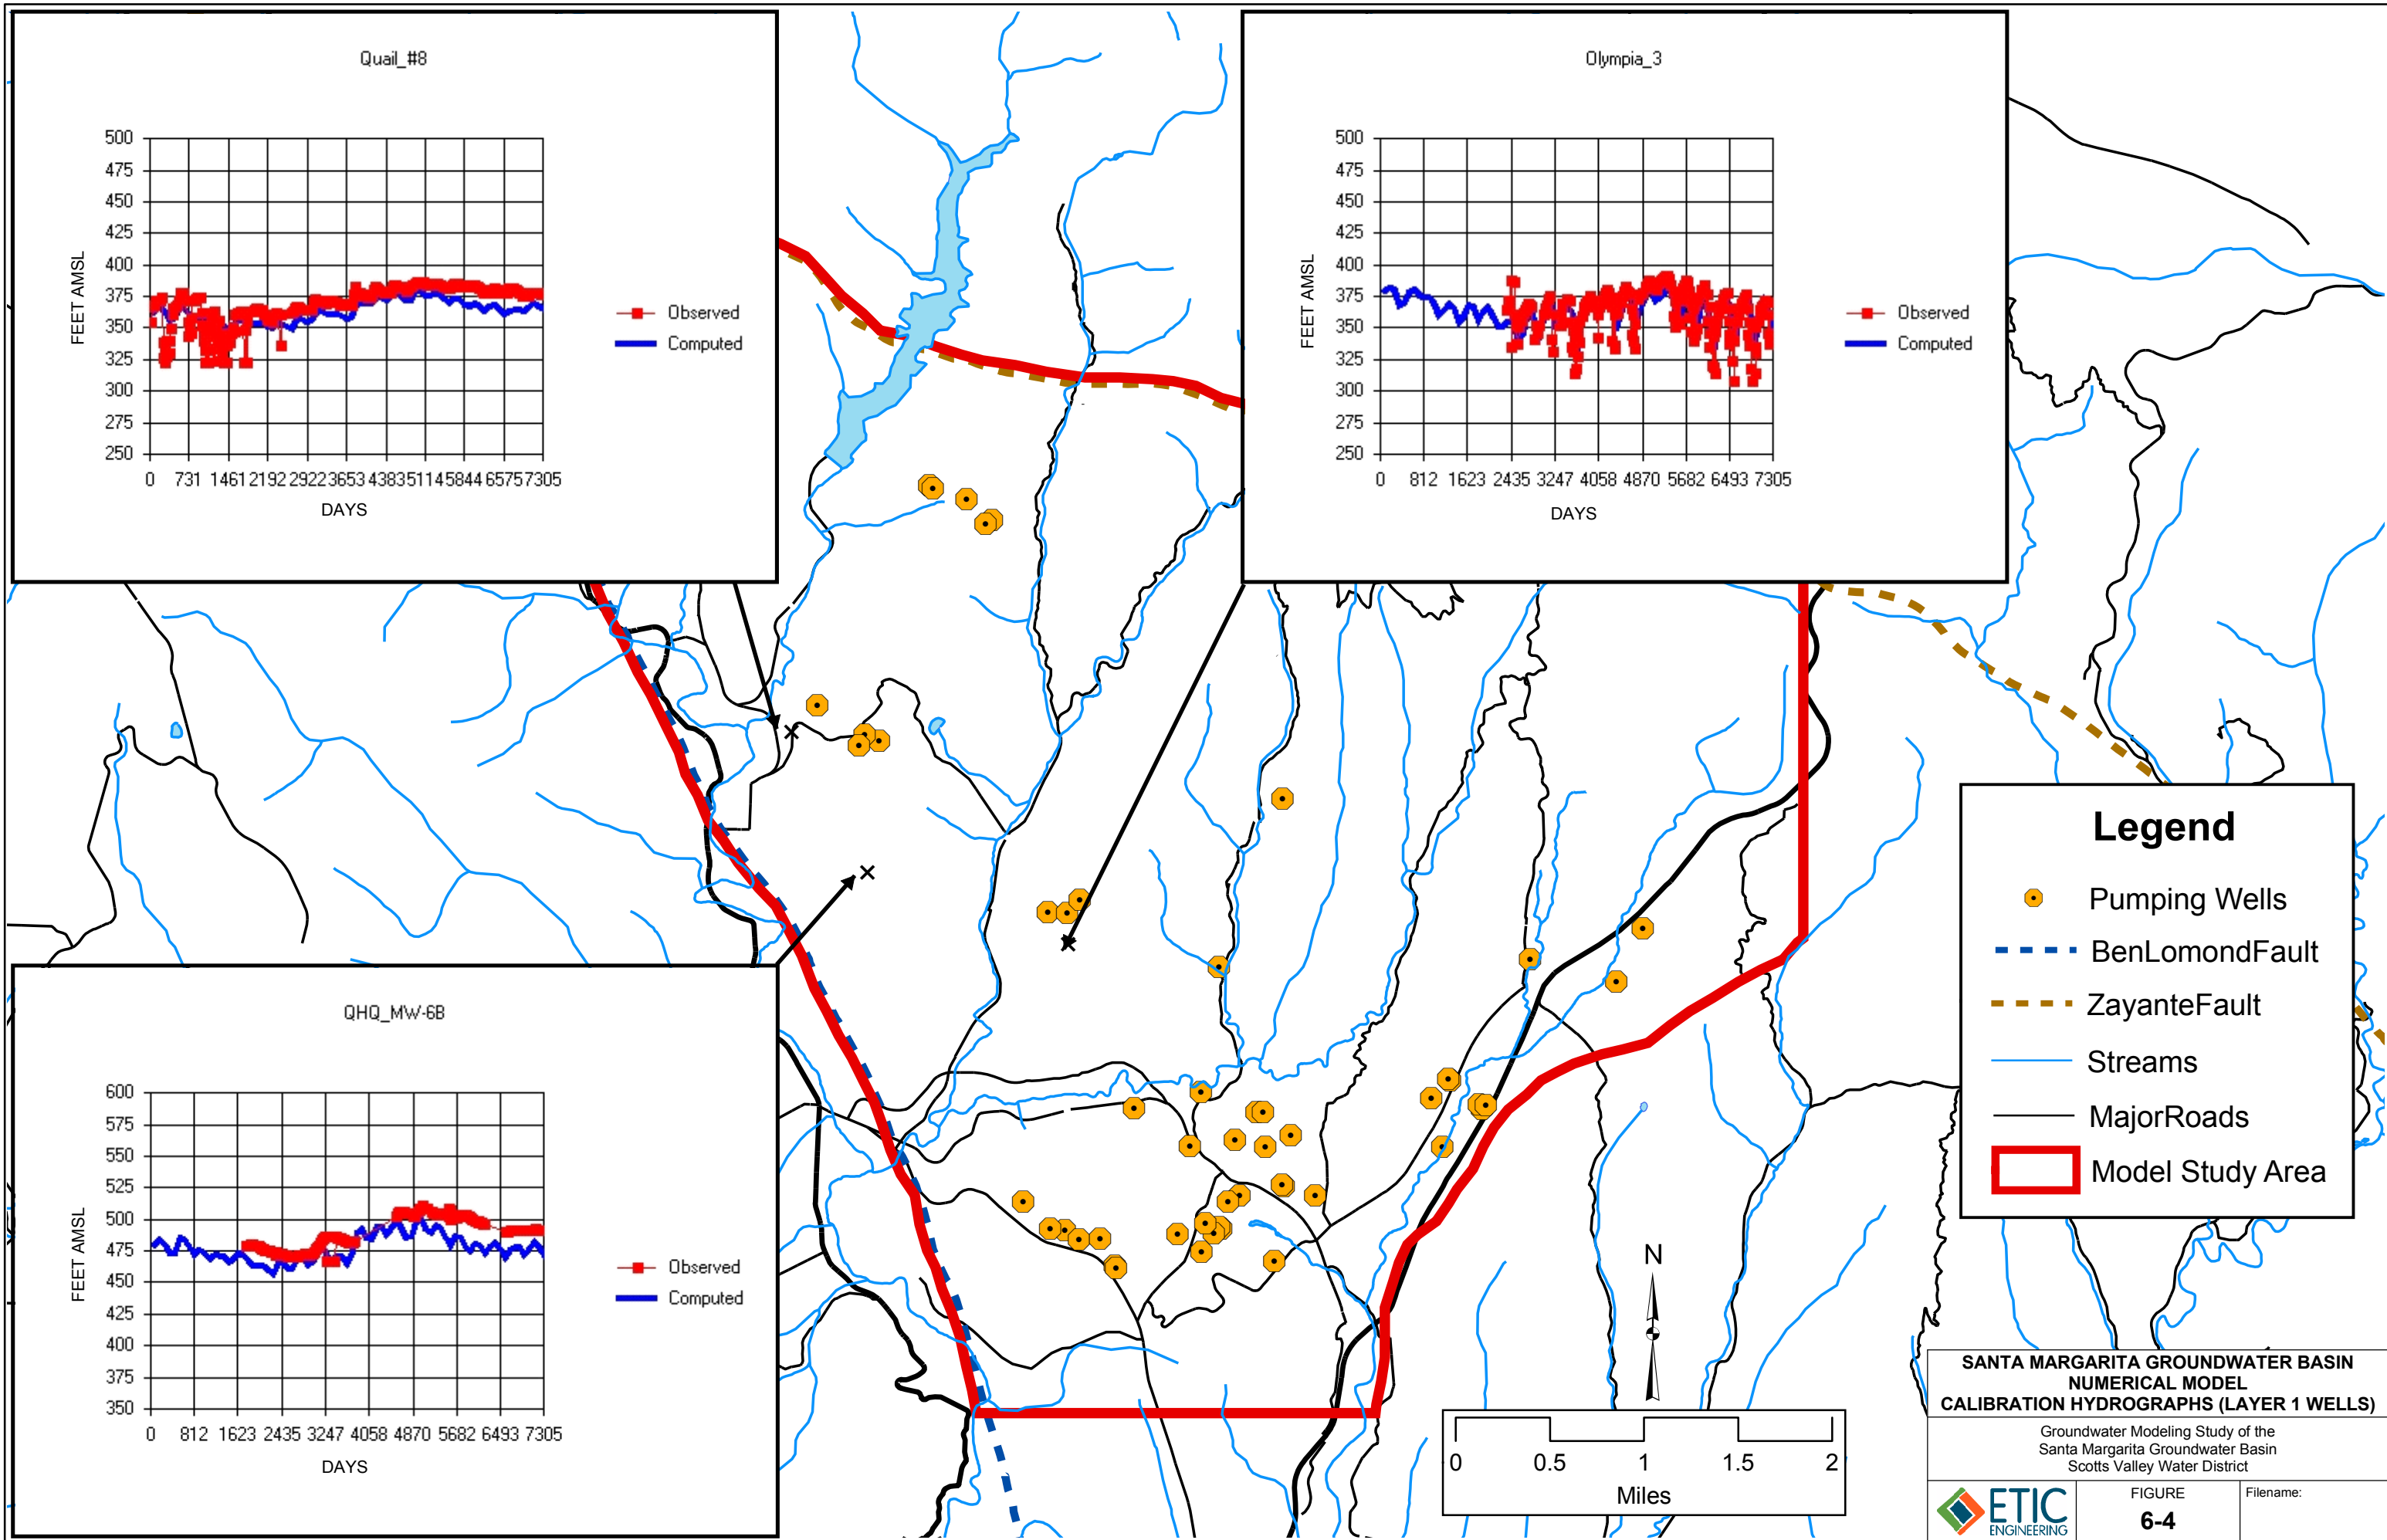 Quail_#8
500
475
450
425
400
375
350
325
300
275
250
FEET AMSL
0 731 1461 2192 2922 3653 4383 5114 5844 6575 7305
DAYS
Observed
Computed
Olympia_3
500
475
450
425
400
375
350
325
300
275
250
FEET AMSL
0 812 1623 2435 3247 4058 4870 5682 6493 7305
DAYS
Observed
Computed
QHQ_MW-6B
600
575
550
525
500
475
450
425
400
375
350
FEET AMSL
0 812 1623 2435 3247 4058 4870 5682 6493 7305
DAYS
Observed
Computed
Legend
Pumping Wells
BenLomondFault
ZayanteFault
Streams
MajorRoads
Model Study Area
N
0 0.5 1 1.5 2
Miles
SANTA MARGARITA GROUNDWATER BASIN
NUMERICAL MODEL
CALIBRATION HYDROGRAPHS (LAYER 1 WELLS)
Groundwater Modeling Study of the
Santa Margarita Groundwater Basin
Scotts Valley Water District
ETIC
ENGINEERING
FIGURE
6-4
Filename: